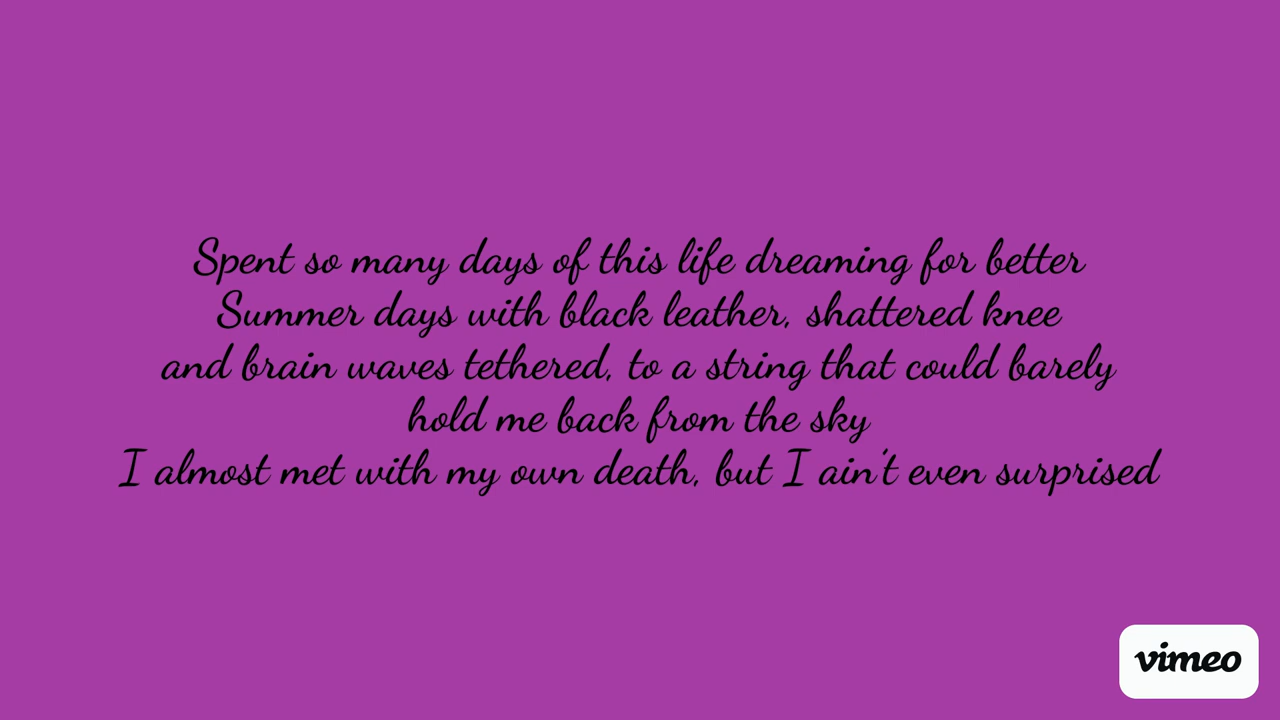 Spent so many days of this life dreaming for better
Summer days with black leather, shattered knee
and brain waves tethered, to a string that could barely
hold me back from the sky
I almost met with my own death, but I ain't even surprised
vimeo